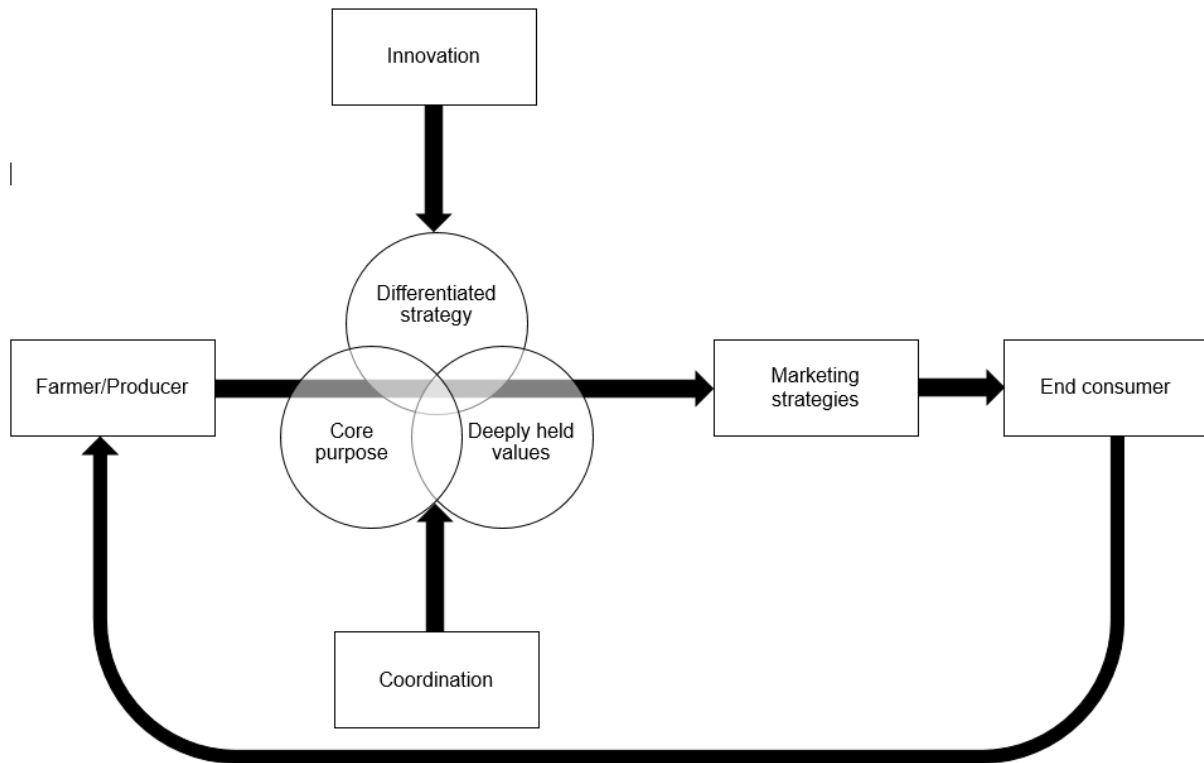 Innovation
Differentiated
strategy
Farmer/Producer
Marketing
strategies
End consumer
Core
purpose
Deeply held
values
Coordination